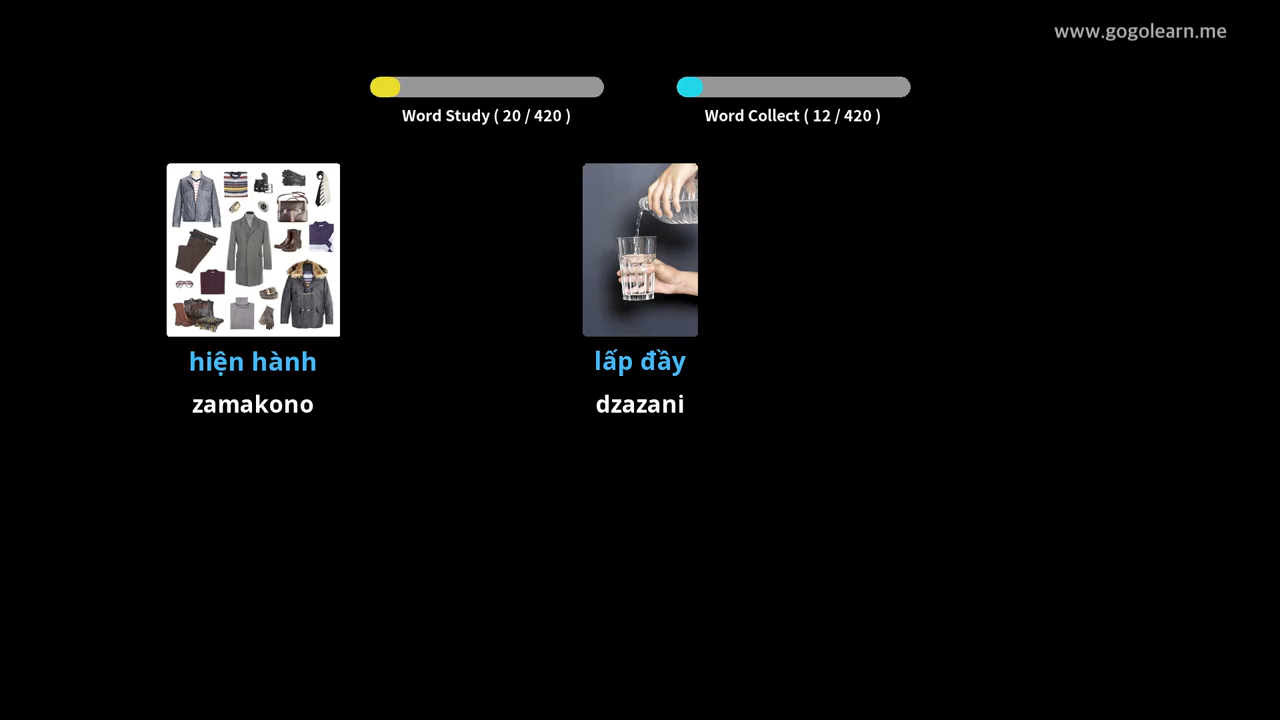 www.gogolearn.me
Word Study ( 20 / 420 )
Word Collect ( 12 / 420 )
hiện hành
zamakono
lấp đầy
dzazani